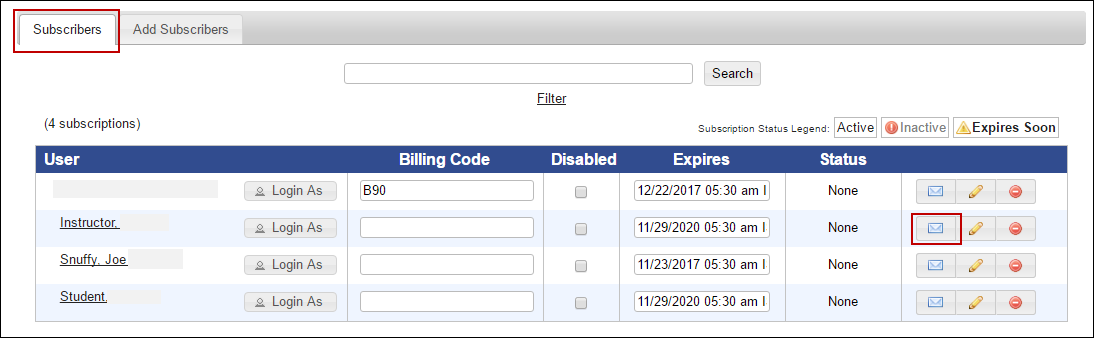 Subscribers Add Subscribers
Search
Filter
(4 subscriptions) Subscription Status Legend: Active Inactive Expires Soon
User Billing Code Disabled Expires Status
Login As B90 12/22/2017 05:30 am None
Instructor, Login As 11/29/2020 05:30 am None
Snuffy, Joe Login As 11/23/2017 05:30 am None
Student, Login As 11/29/2020 05:30 am None